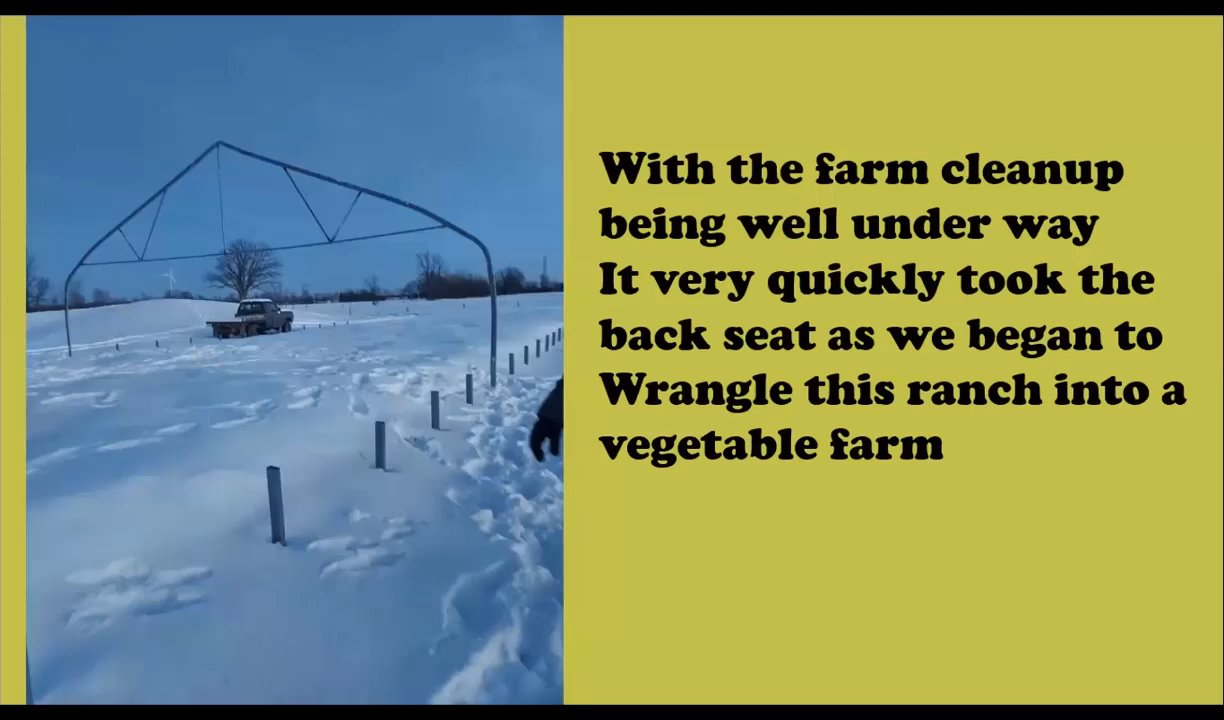 With the farm cleanup
being well under way
It very quickly took the
back seat as we began to
Wrangle this ranch into a
vegetable farm